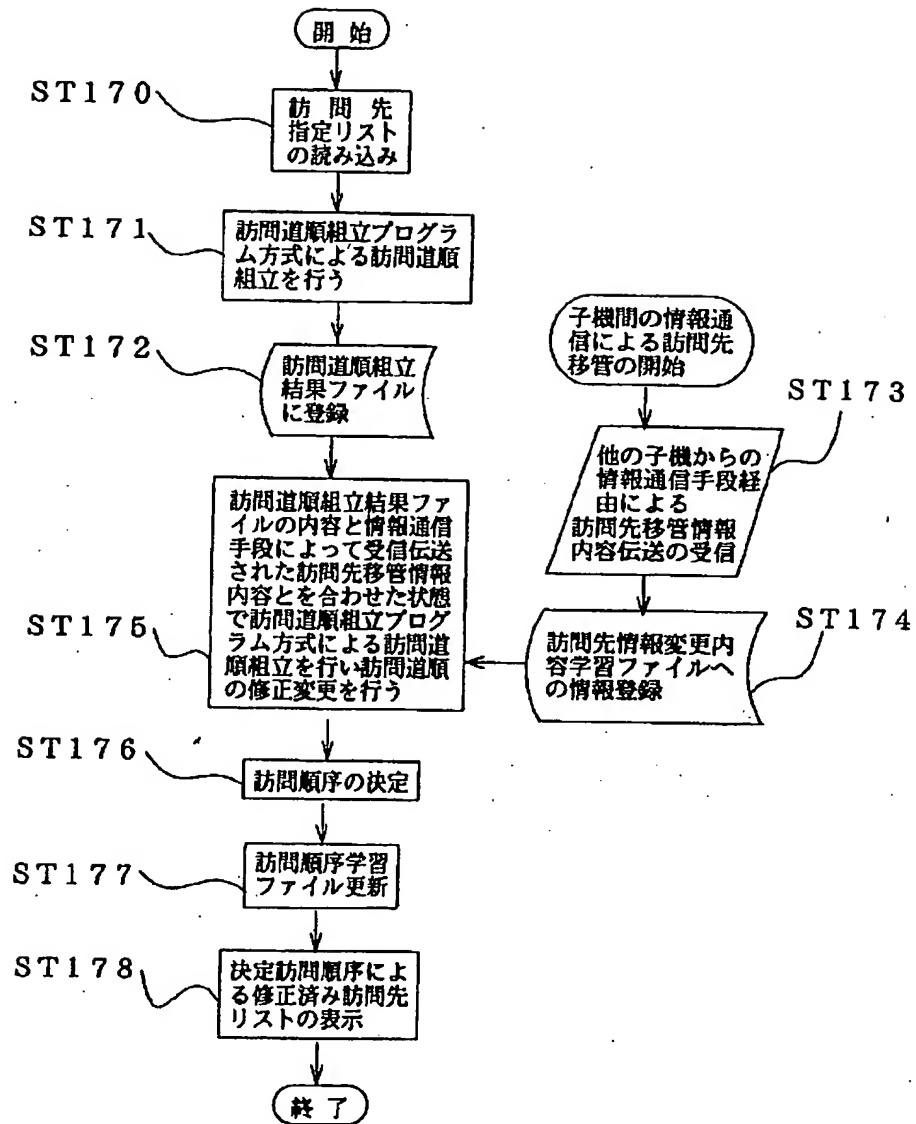 開始
ST170
訪問先
指定リスト
の読み込み
ST171
訪問道順組立プログラ
ム方式による訪問道順
組立を行う
ST172
訪問道順組立
結果ファイル
に登録
子機間の情報通
信による訪問先
移管の開始
ST173
他の子機からの
情報通信手段経
由による
訪問先移管情報
内容伝送の受信
ST174
訪問先情報変更内
容学習ファイルへ
の情報登録
ST175
訪問道順組立結果ファ
イルの内容と情報通信
手段によって受信伝送
された訪問先移管情報
内容とを合わせた状態
で訪問道順組立プログ
ラム方式による訪問道
順組立を行い訪問道順
の修正変更を行う
ST176
訪問順序の決定
ST177
訪問順序学習
ファイル更新
ST178
決定訪問順序によ
る修正済み訪問先
リストの表示
終了